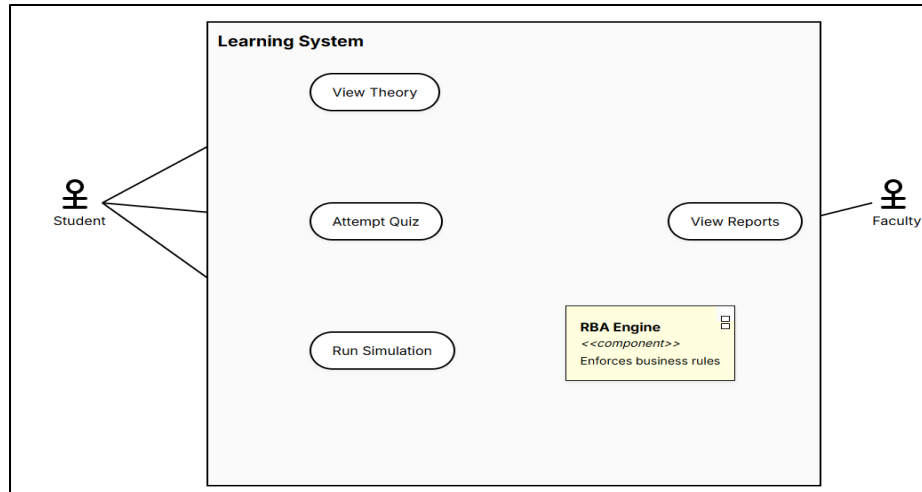 Learning System
View Theory
Student
Attempt Quiz
View Reports
Faculty
Run Simulation
RBA Engine
<<component>>
Enforces business rules